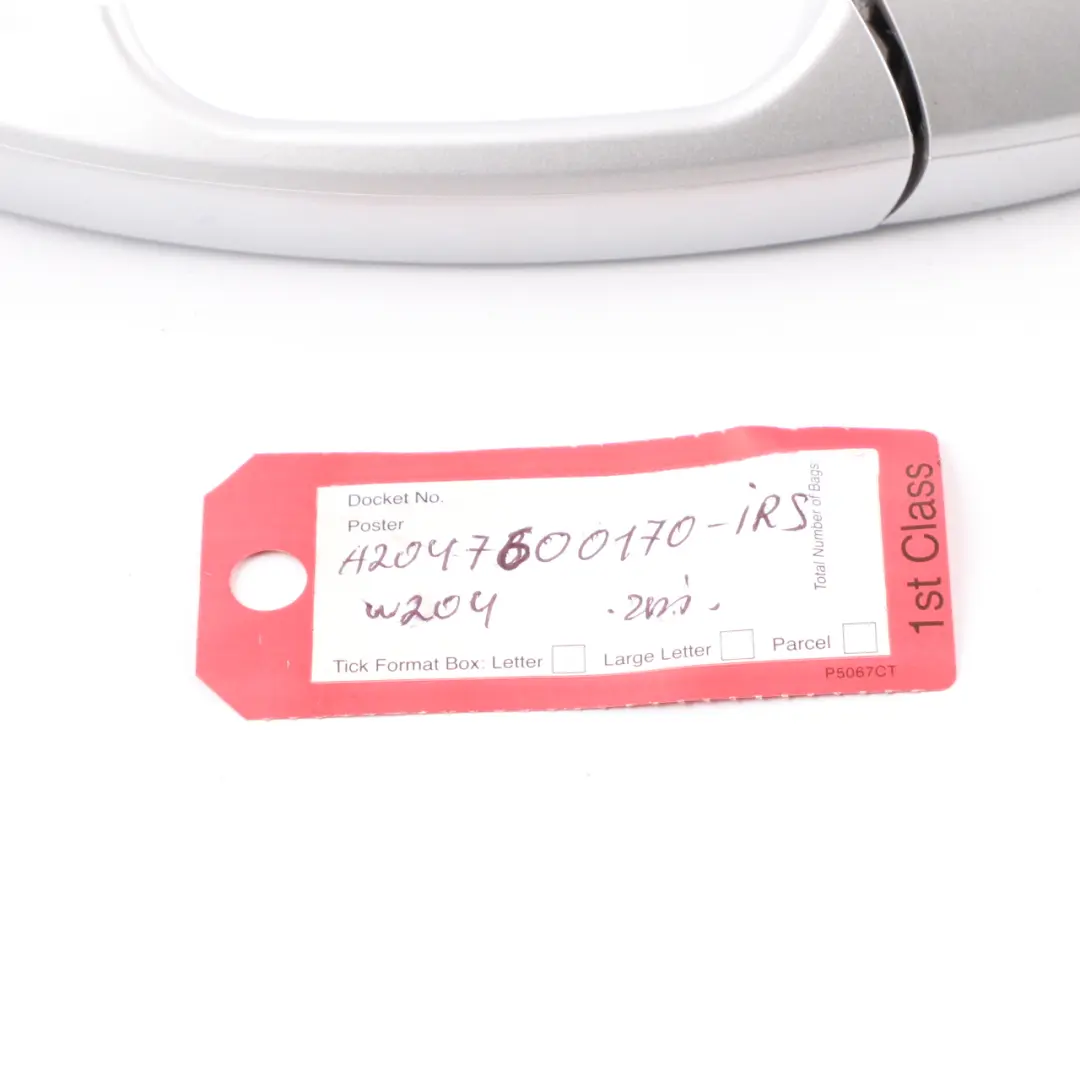 Docket No.
Poster
A2047600170-iRS
W204
Tick Format Box: Letter Large Letter Parcel
P5067CT
Total Number of Bags
1st Class